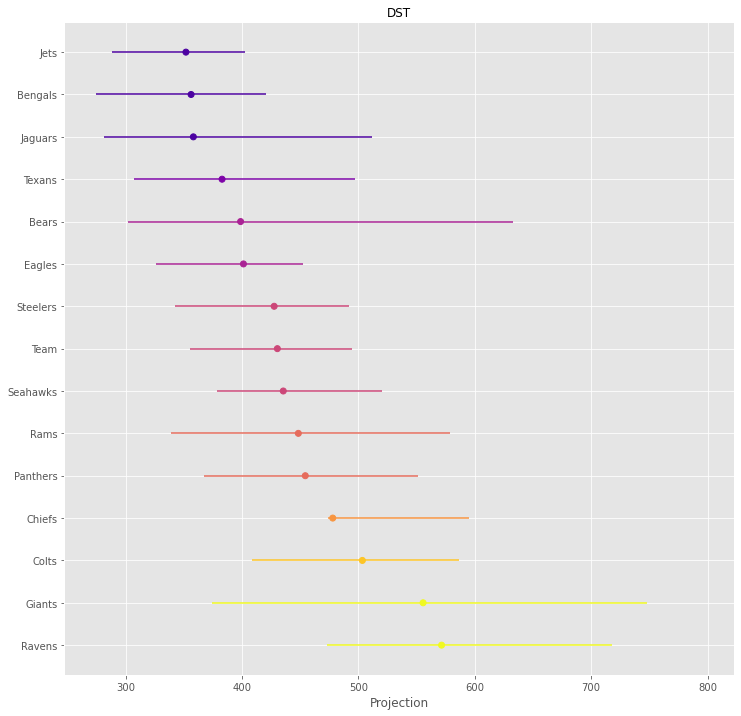 DST
Jets
Bengals
Jaguars
Texans
Bears
Eagles
Steelers
Team
Seahawks
Rams
Panthers
Chiefs
Colts
Giants
Ravens
300 400 500 600 700 800
Projection